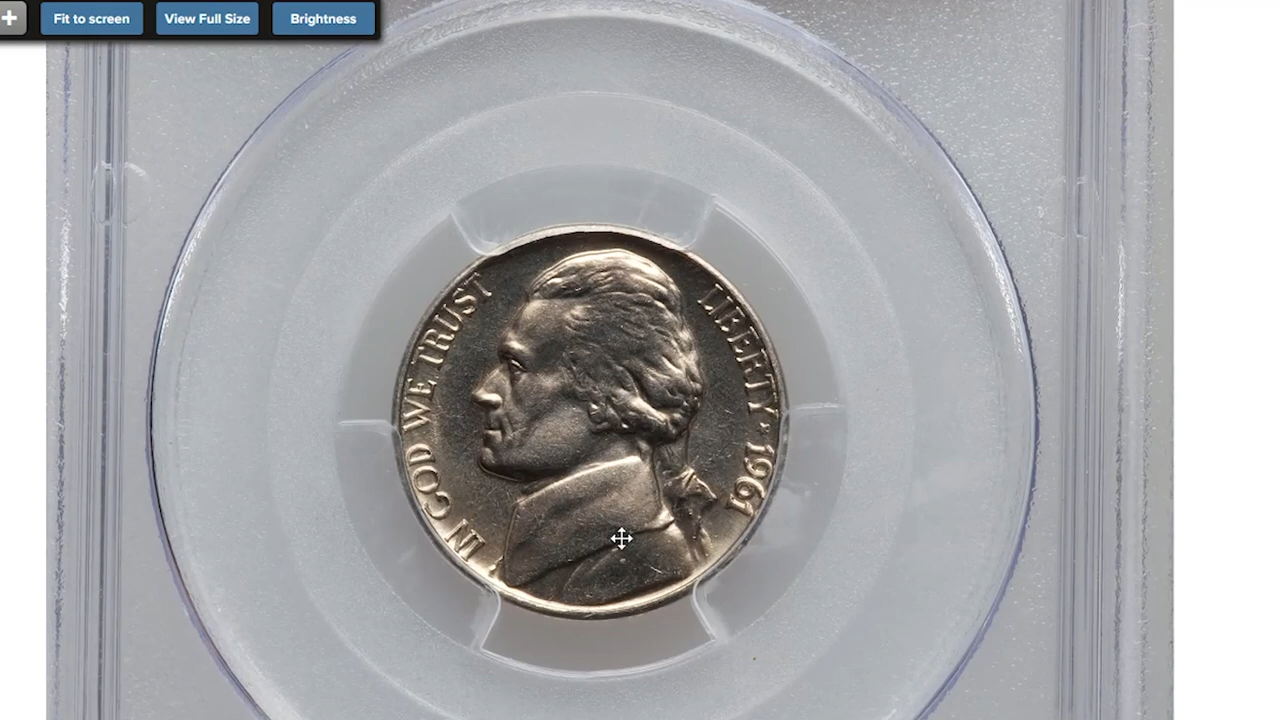 Fit to screen
View Full Size
Brightness
IN GOD WE TRUST
LIBERTY · 1961